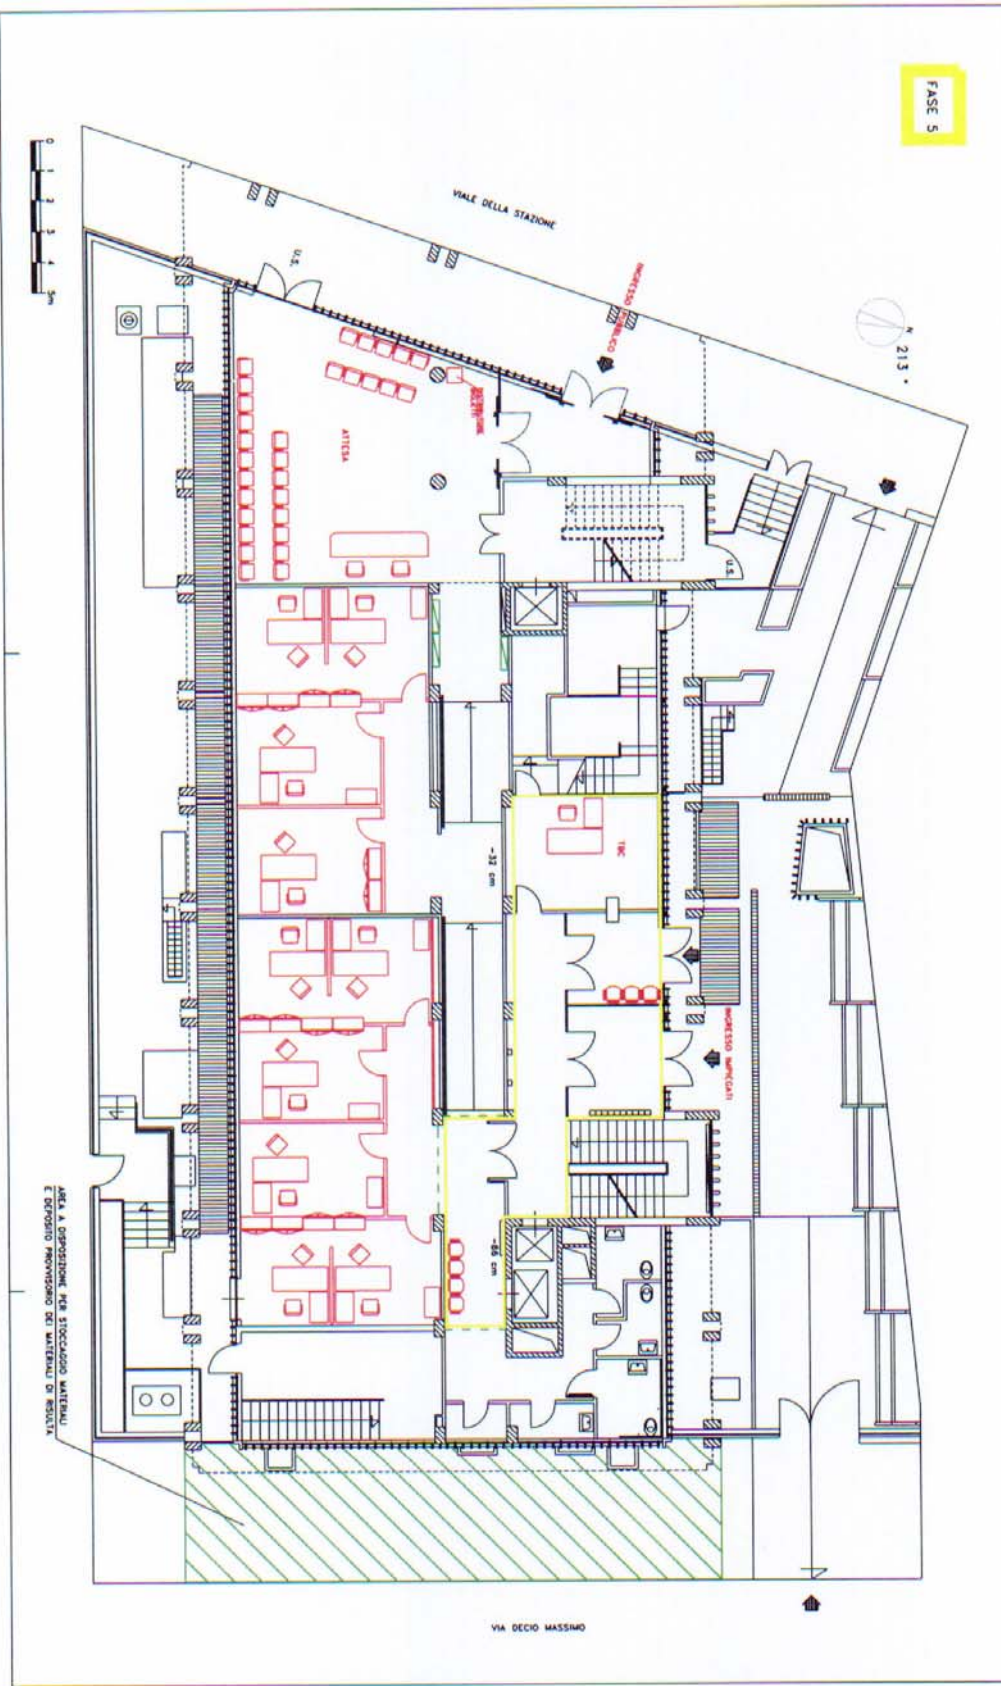 FASE 5
VIALE DELLA STAZIONE
N 213 °
INGRESSO PUBBLICO
U.S.
0 1 2 3 4 5m
ATTESA
U.S.
-32 cm
TBC
INGRESSO IMPIEGATI
-86 cm
AREA A DISPOSIZIONE PER STOCCAGGIO MATERIALI
E DEPOSITO PROVVISORIO DEI MATERIALI DI RISULTA
VIA DECIO MASSIMO